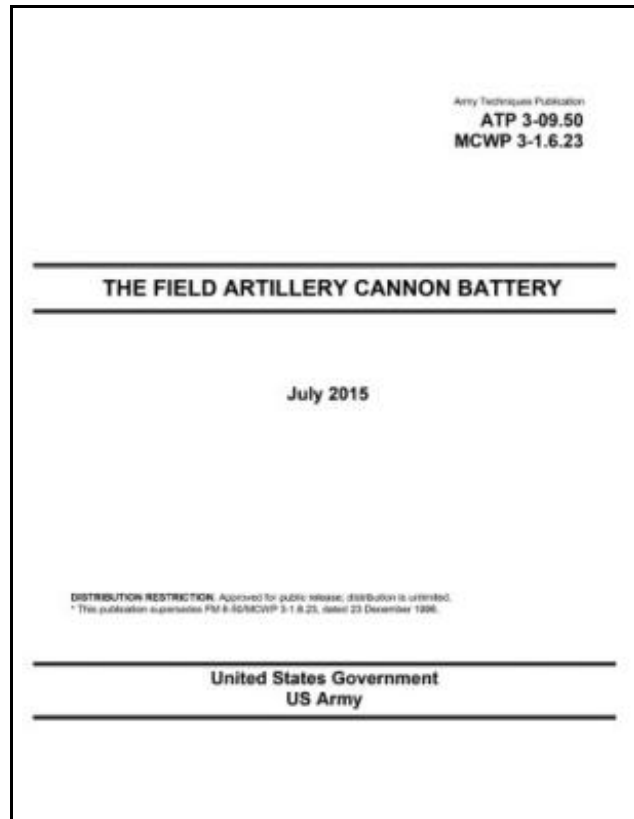 Army Techniques Publication
ATP 3-09.50
MCWP 3-1.6.23
THE FIELD ARTILLERY CANNON BATTERY
July 2015
DISTRIBUTION RESTRICTION. Approved for public release; distribution is unlimited.
* This publication supersedes FM 6-50/MCWP 3-1.6.23, dated 23 December 1996.
United States Government
US Army